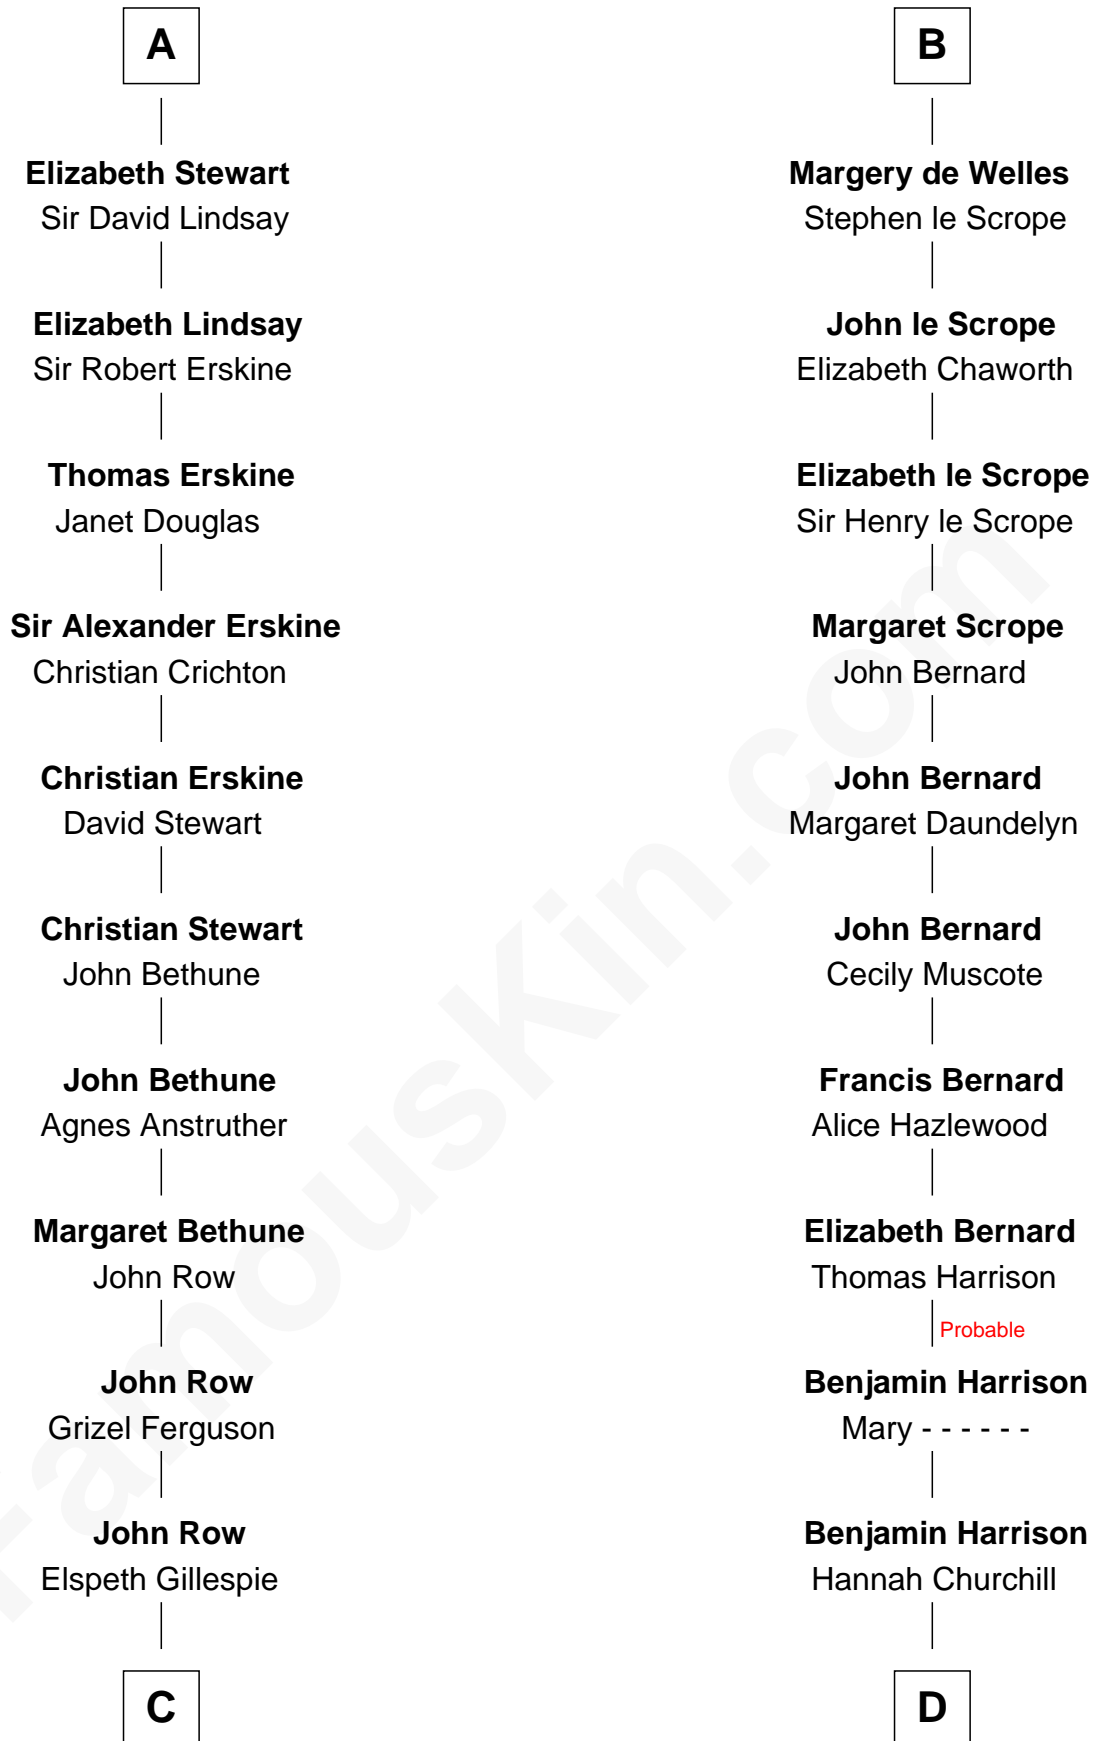 A
Elizabeth Stewart
Sir David Lindsay
Elizabeth Lindsay
Sir Robert Erskine
Thomas Erskine
Janet Douglas
Sir Alexander Erskine
Christian Crichton
Christian Erskine
David Stewart
Christian Stewart
John Bethune
John Bethune
Agnes Anstruther
Margaret Bethune
John Row
John Row
Grizel Ferguson
John Row
Elspeth Gillespie
C
B
Margery de Welles
Stephen le Scrope
John le Scrope
Elizabeth Chaworth
Elizabeth le Scrope
Sir Henry le Scrope
Margaret Scrope
John Bernard
John Bernard
Margaret Daundelyn
John Bernard
Cecily Muscote
Francis Bernard
Alice Hazlewood
Elizabeth Bernard
Thomas Harrison
Probable
Benjamin Harrison
Mary - - - - - -
Benjamin Harrison
Hannah Churchill
D
FamousKin.com